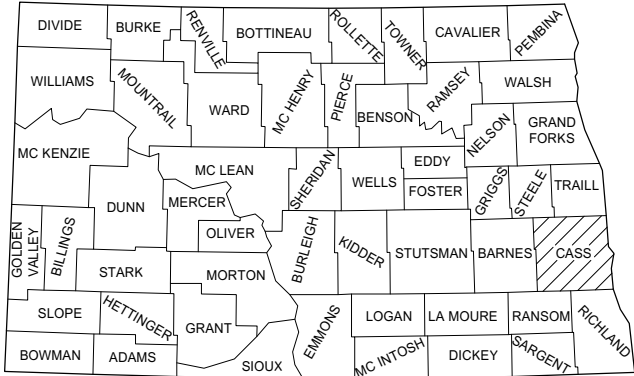 DIVIDE
BURKE
RENVILLE
BOTTINEAU
ROLLETTE
TOWNER
CAVALIER
PEMBINA
WILLIAMS
MOUNTRAIL
WARD
MC HENRY
PIERCE
BENSON
RAMSEY
WALSH
NELSON
GRAND
FORKS
MC KENZIE
MC LEAN
SHERIDAN
WELLS
EDDY
FOSTER
GRIGGS
STEELE
TRAILL
DUNN
MERCER
OLIVER
GOLDEN
VALLEY
BILLINGS
STARK
MORTON
BURLEIGH
KIDDER
STUTSMAN
BARNES
CASS
SLOPE
HETTINGER
GRANT
EMMONS
LOGAN
LA MOURE
RANSOM
RICHLAND
BOWMAN
ADAMS
SIOUX
MC INTOSH
DICKEY
SARGENT